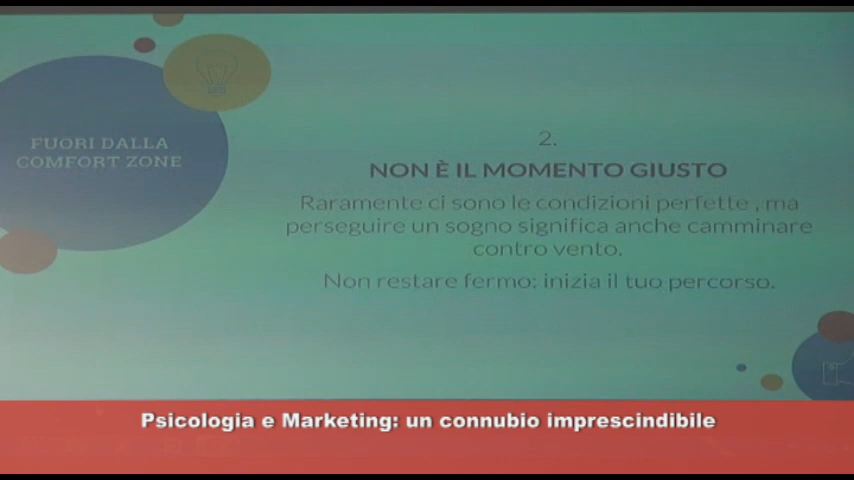 FUORI DALLA
COMFORT ZONE
2.
NON È IL MOMENTO GIUSTO
Raramente ci sono le condizioni perfette , ma
perseguire un sogno significa anche camminare
contro vento.
Non restare fermo: inizia il tuo percorso.
Psicologia e Marketing: un connubio imprescindibile